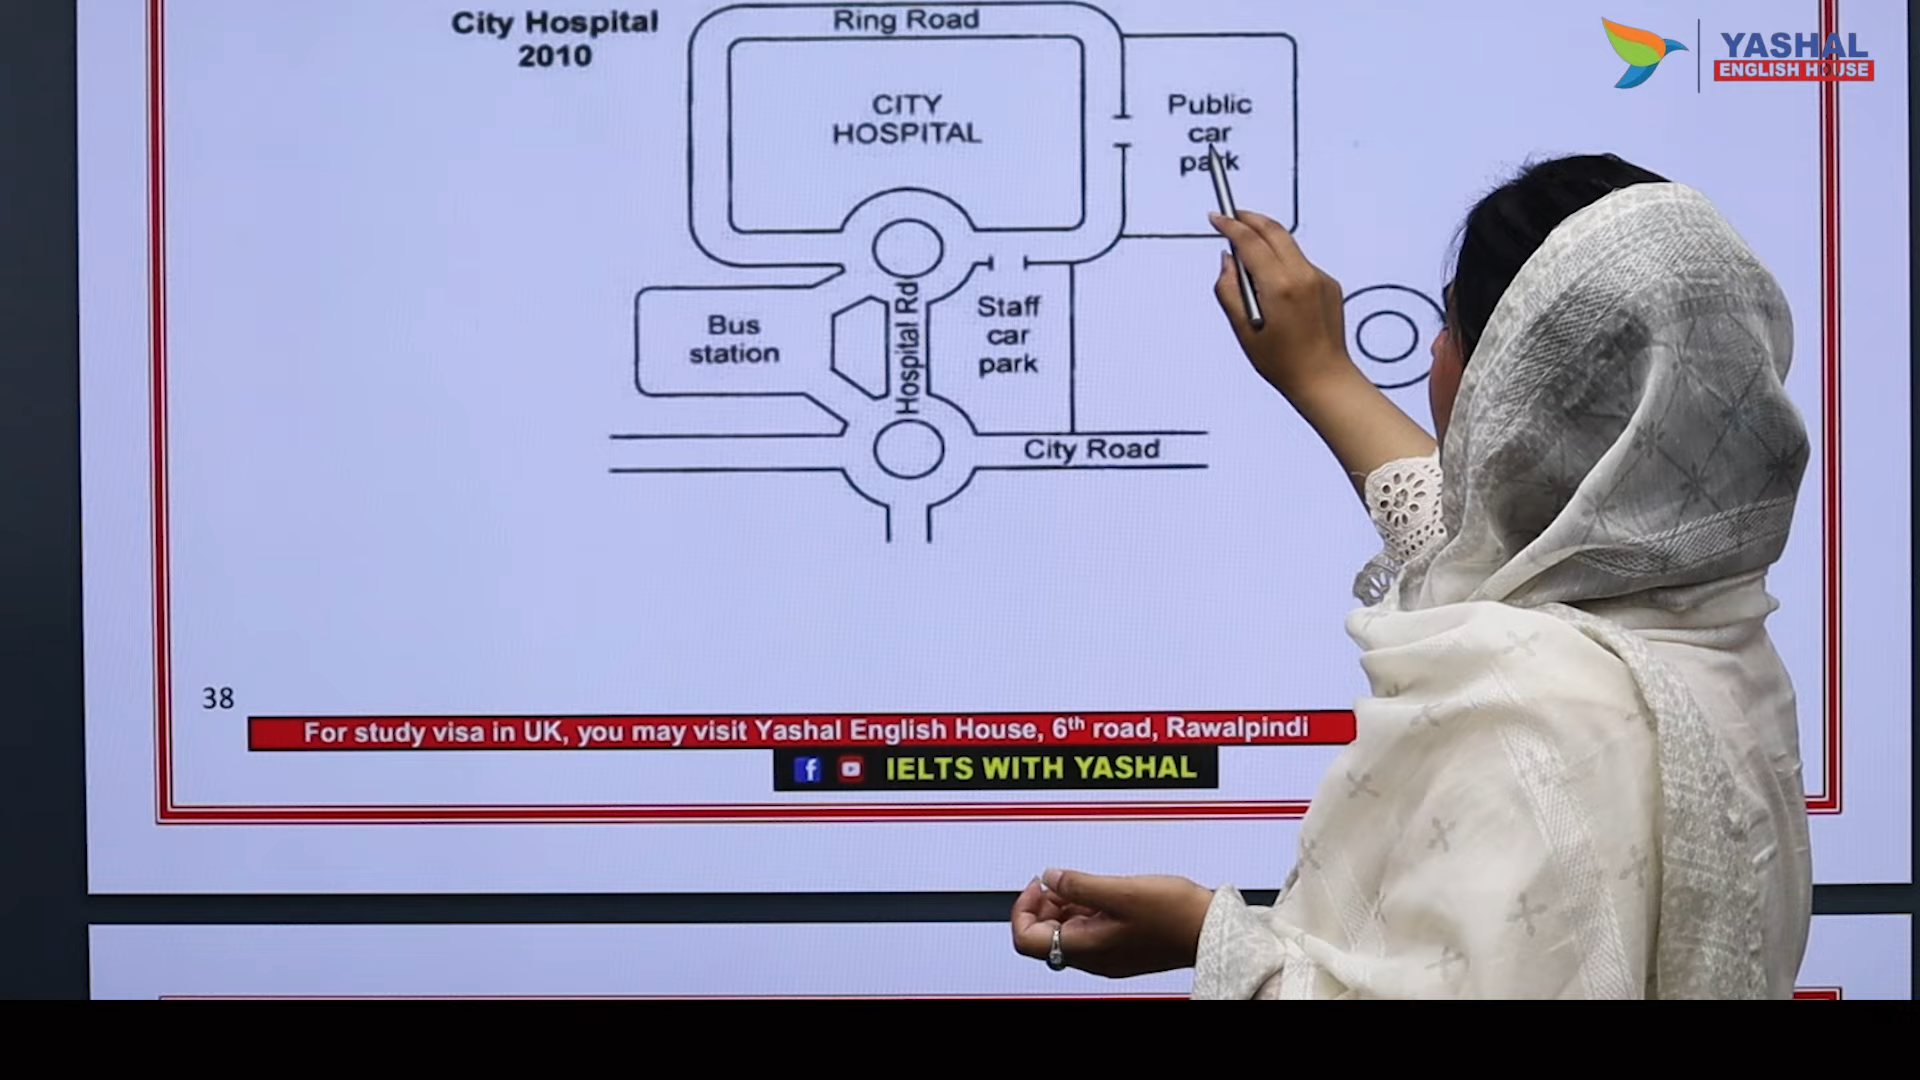 City Hospital
2010
Ring Road
CITY
HOSPITAL
Public
car
park
Bus
station
Hospital Rd
Staff
car
park
City Road
38
For study visa in UK, you may visit Yashal English House, 6th road, Rawalpindi
IELTS WITH YASHAL
YASHAL
ENGLISH HOUSE